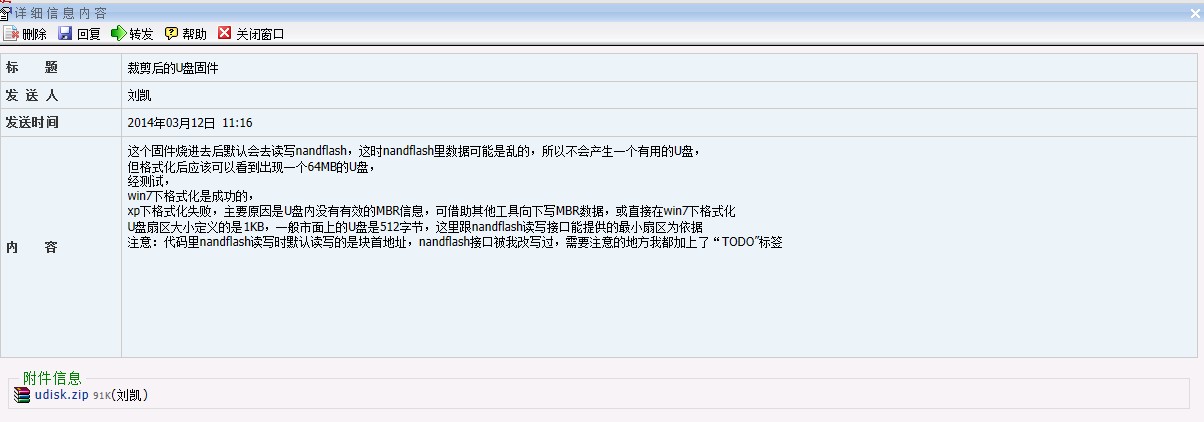 详细信息内容
删除 回复 转发 帮助 关闭窗口
标 题 裁剪后的U盘固件
发 送 人 刘凯
发送时间 2014年03月12日 11:16
这个固件烧进去后默认会去读写nandflash，这时nandflash里数据可能是乱的，所以不会产生一个有用的U盘，
但格式化后应该可以看到出现一个64MB的U盘，
经测试，
win7下格式化是成功的，
xp下格式化失败，主要原因是U盘内没有有效的MBR信息，可借助其他工具向下写MBR数据，或直接在win7下格式化
U盘扇区大小定义的是1KB，一般市面上的U盘是512字节，这里跟nandflash读写接口能提供的最小扇区为依据
注意：代码里nandflash读写时默认读写的是块首地址，nandflash接口被我改写过，需要注意的地方我都加上了“TODO”标签
内 容
附件信息
udisk.zip 91K(刘凯)